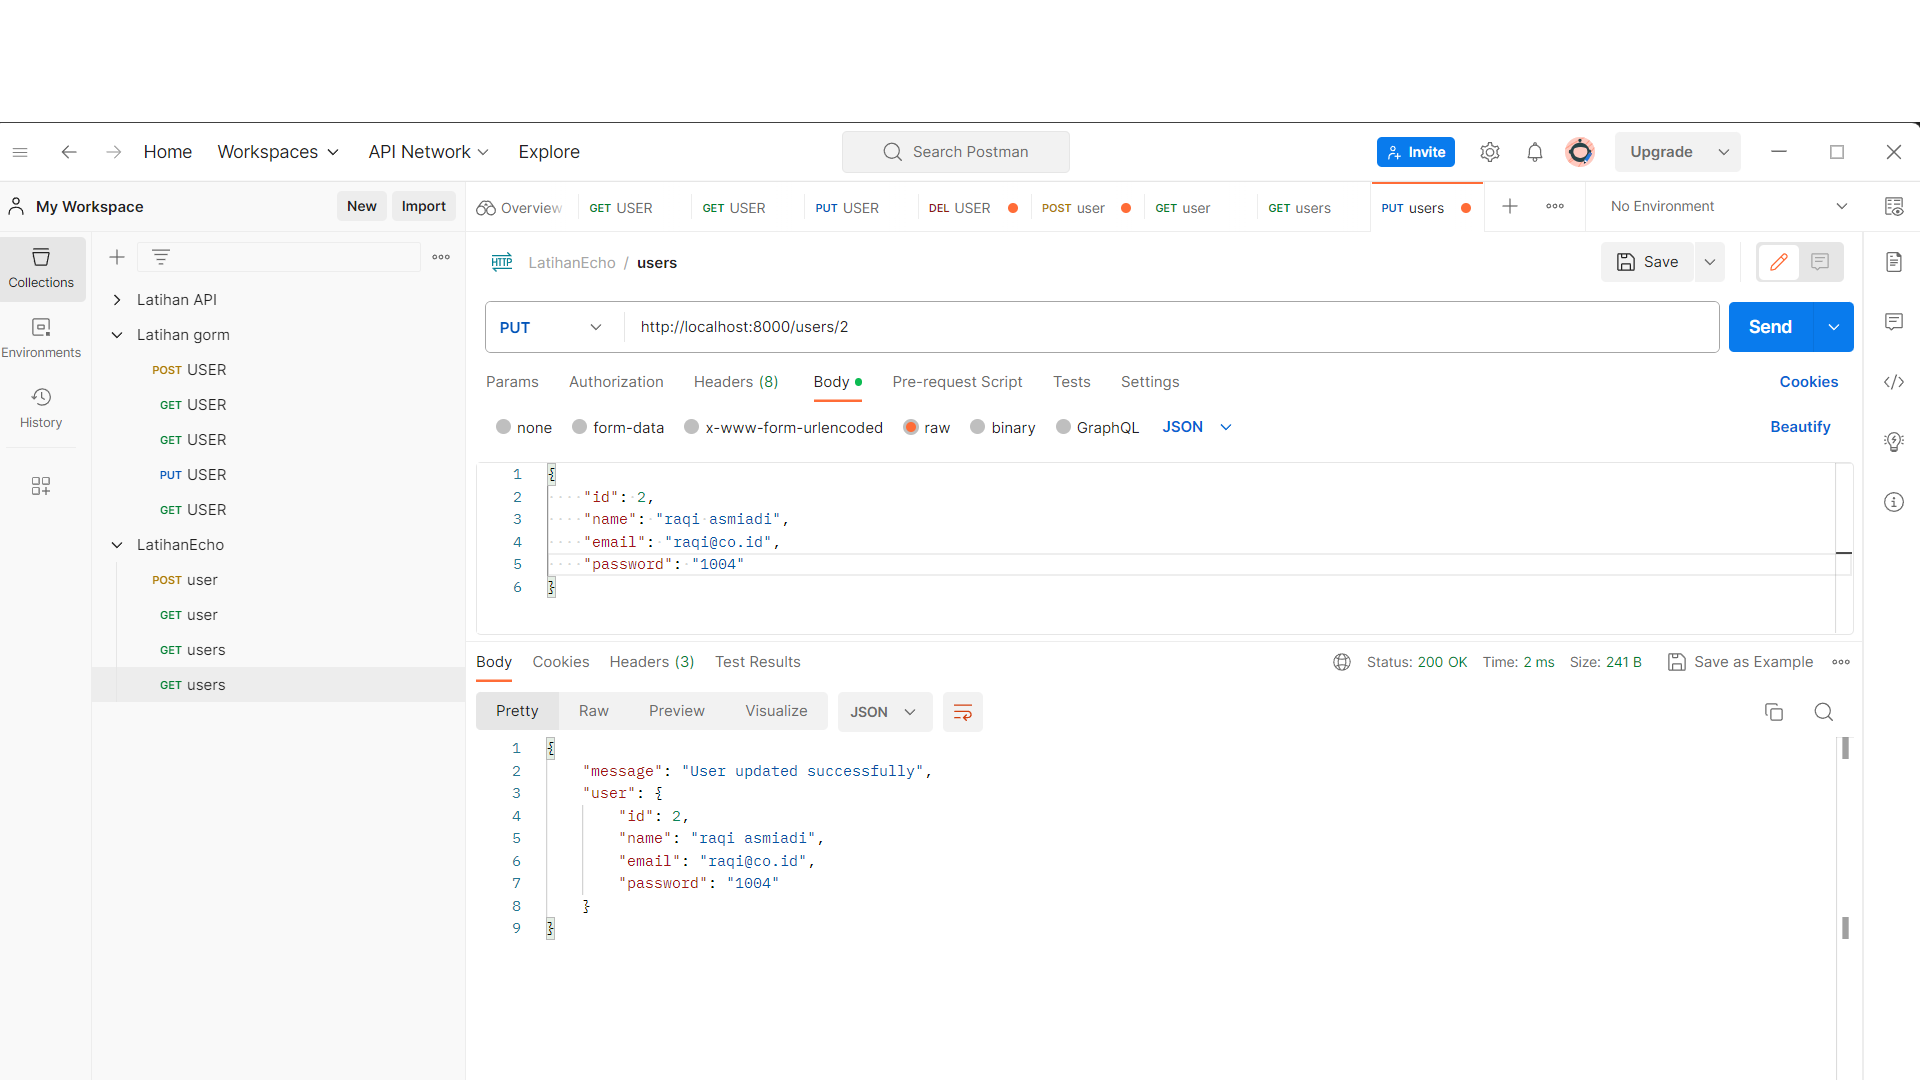 Home Workspaces API Network Explore Search Postman Invite Upgrade
My Workspace New Import Overview GET USER GET USER PUT USER DEL USER POST user GET user GET users PUT users No Environment
Collections
Environments
History
Latihan API
Latihan gorm
POST USER
GET USER
GET USER
PUT USER
GET USER
LatihanEcho
POST user
GET user
GET users
GET users
HTTP LatihanEcho / users Save
PUT http://localhost:8000/users/2 Send
Params Authorization Headers (8) Body Pre-request Script Tests Settings Cookies
none form-data x-www-form-urlencoded raw binary GraphQL JSON Beautify
1 {
2 "id": 2,
3 "name": "raqi asmiadi",
4 "email": "raqi@co.id",
5 "password": "1004"
6 }
Body Cookies Headers (3) Test Results Status: 200 OK Time: 2 ms Size: 241 B Save as Example
Pretty Raw Preview Visualize JSON
1 {
2 "message": "User updated successfully",
3 "user": {
4 "id": 2,
5 "name": "raqi asmiadi",
6 "email": "raqi@co.id",
7 "password": "1004"
8 }
9 }